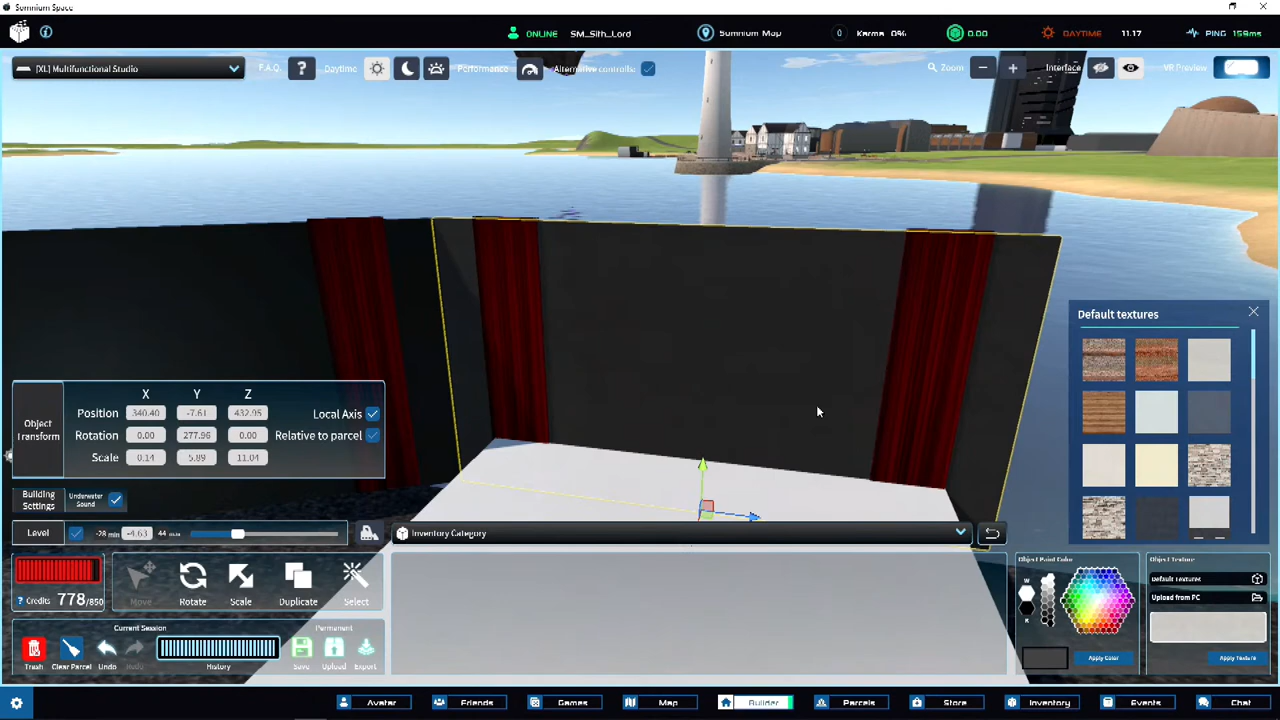 Somnium Space
ONLINE SM_Sith_Lord Somnium Map 0 Karma 0% 0.00 DAYTIME 11.17 PING 159ms
[XL] Multifunctional Studio F.A.Q. ? Daytime Performance Alternative controls: Zoom Interface VR Preview
Default textures
X Y Z
Object Transform
Position 340.40 -7.61 432.95 Local Axis
Rotation 0.00 277.96 0.00 Relative to parcel
Scale 0.14 5.89 11.04
Building Settings Underwater Sound
Level -28 min -4.63 44 max Inventory Category
Object Paint Color Object Texture
W
K
Default Textures
Upload from PC
? Credits 778/850 Move Rotate Scale Duplicate Select
Current Session Permanent
Trash Clear Parcel Undo Redo History Save Upload Export
Apply Color Apply Texture
Avatar Friends Games Map Builder Parcels Store Inventory Events Chat